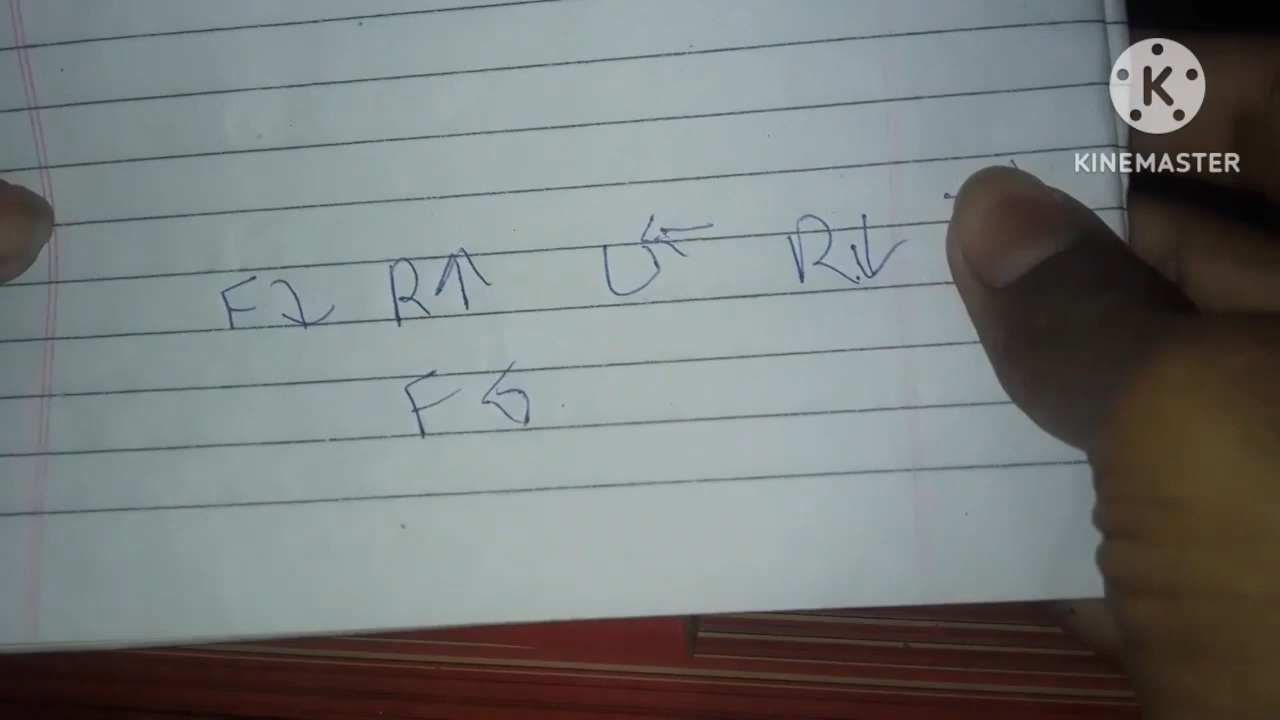 F⤵ R↑ U← R↓
F↶
K
KINEMASTER